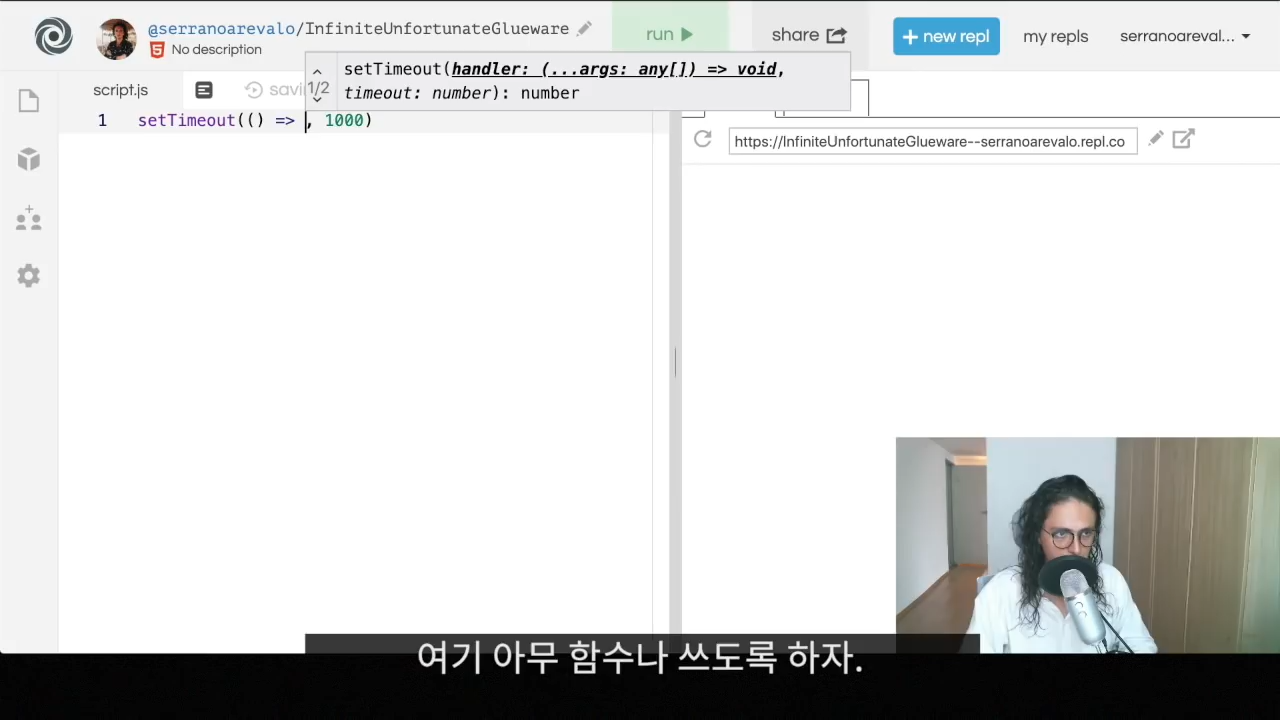 @serranoarevalo/InfiniteUnfortunateGlueware
No description
run
share
+ new repl
my repls
serranoareval...
script.js
savi
1/2
setTimeout(handler: (...args: any[]) => void,
timeout: number): number
1 setTimeout(() => , 1000)
https://InfiniteUnfortunateGlueware--serranoarevalo.repl.co
여기 아무 함수나 쓰도록 하자.